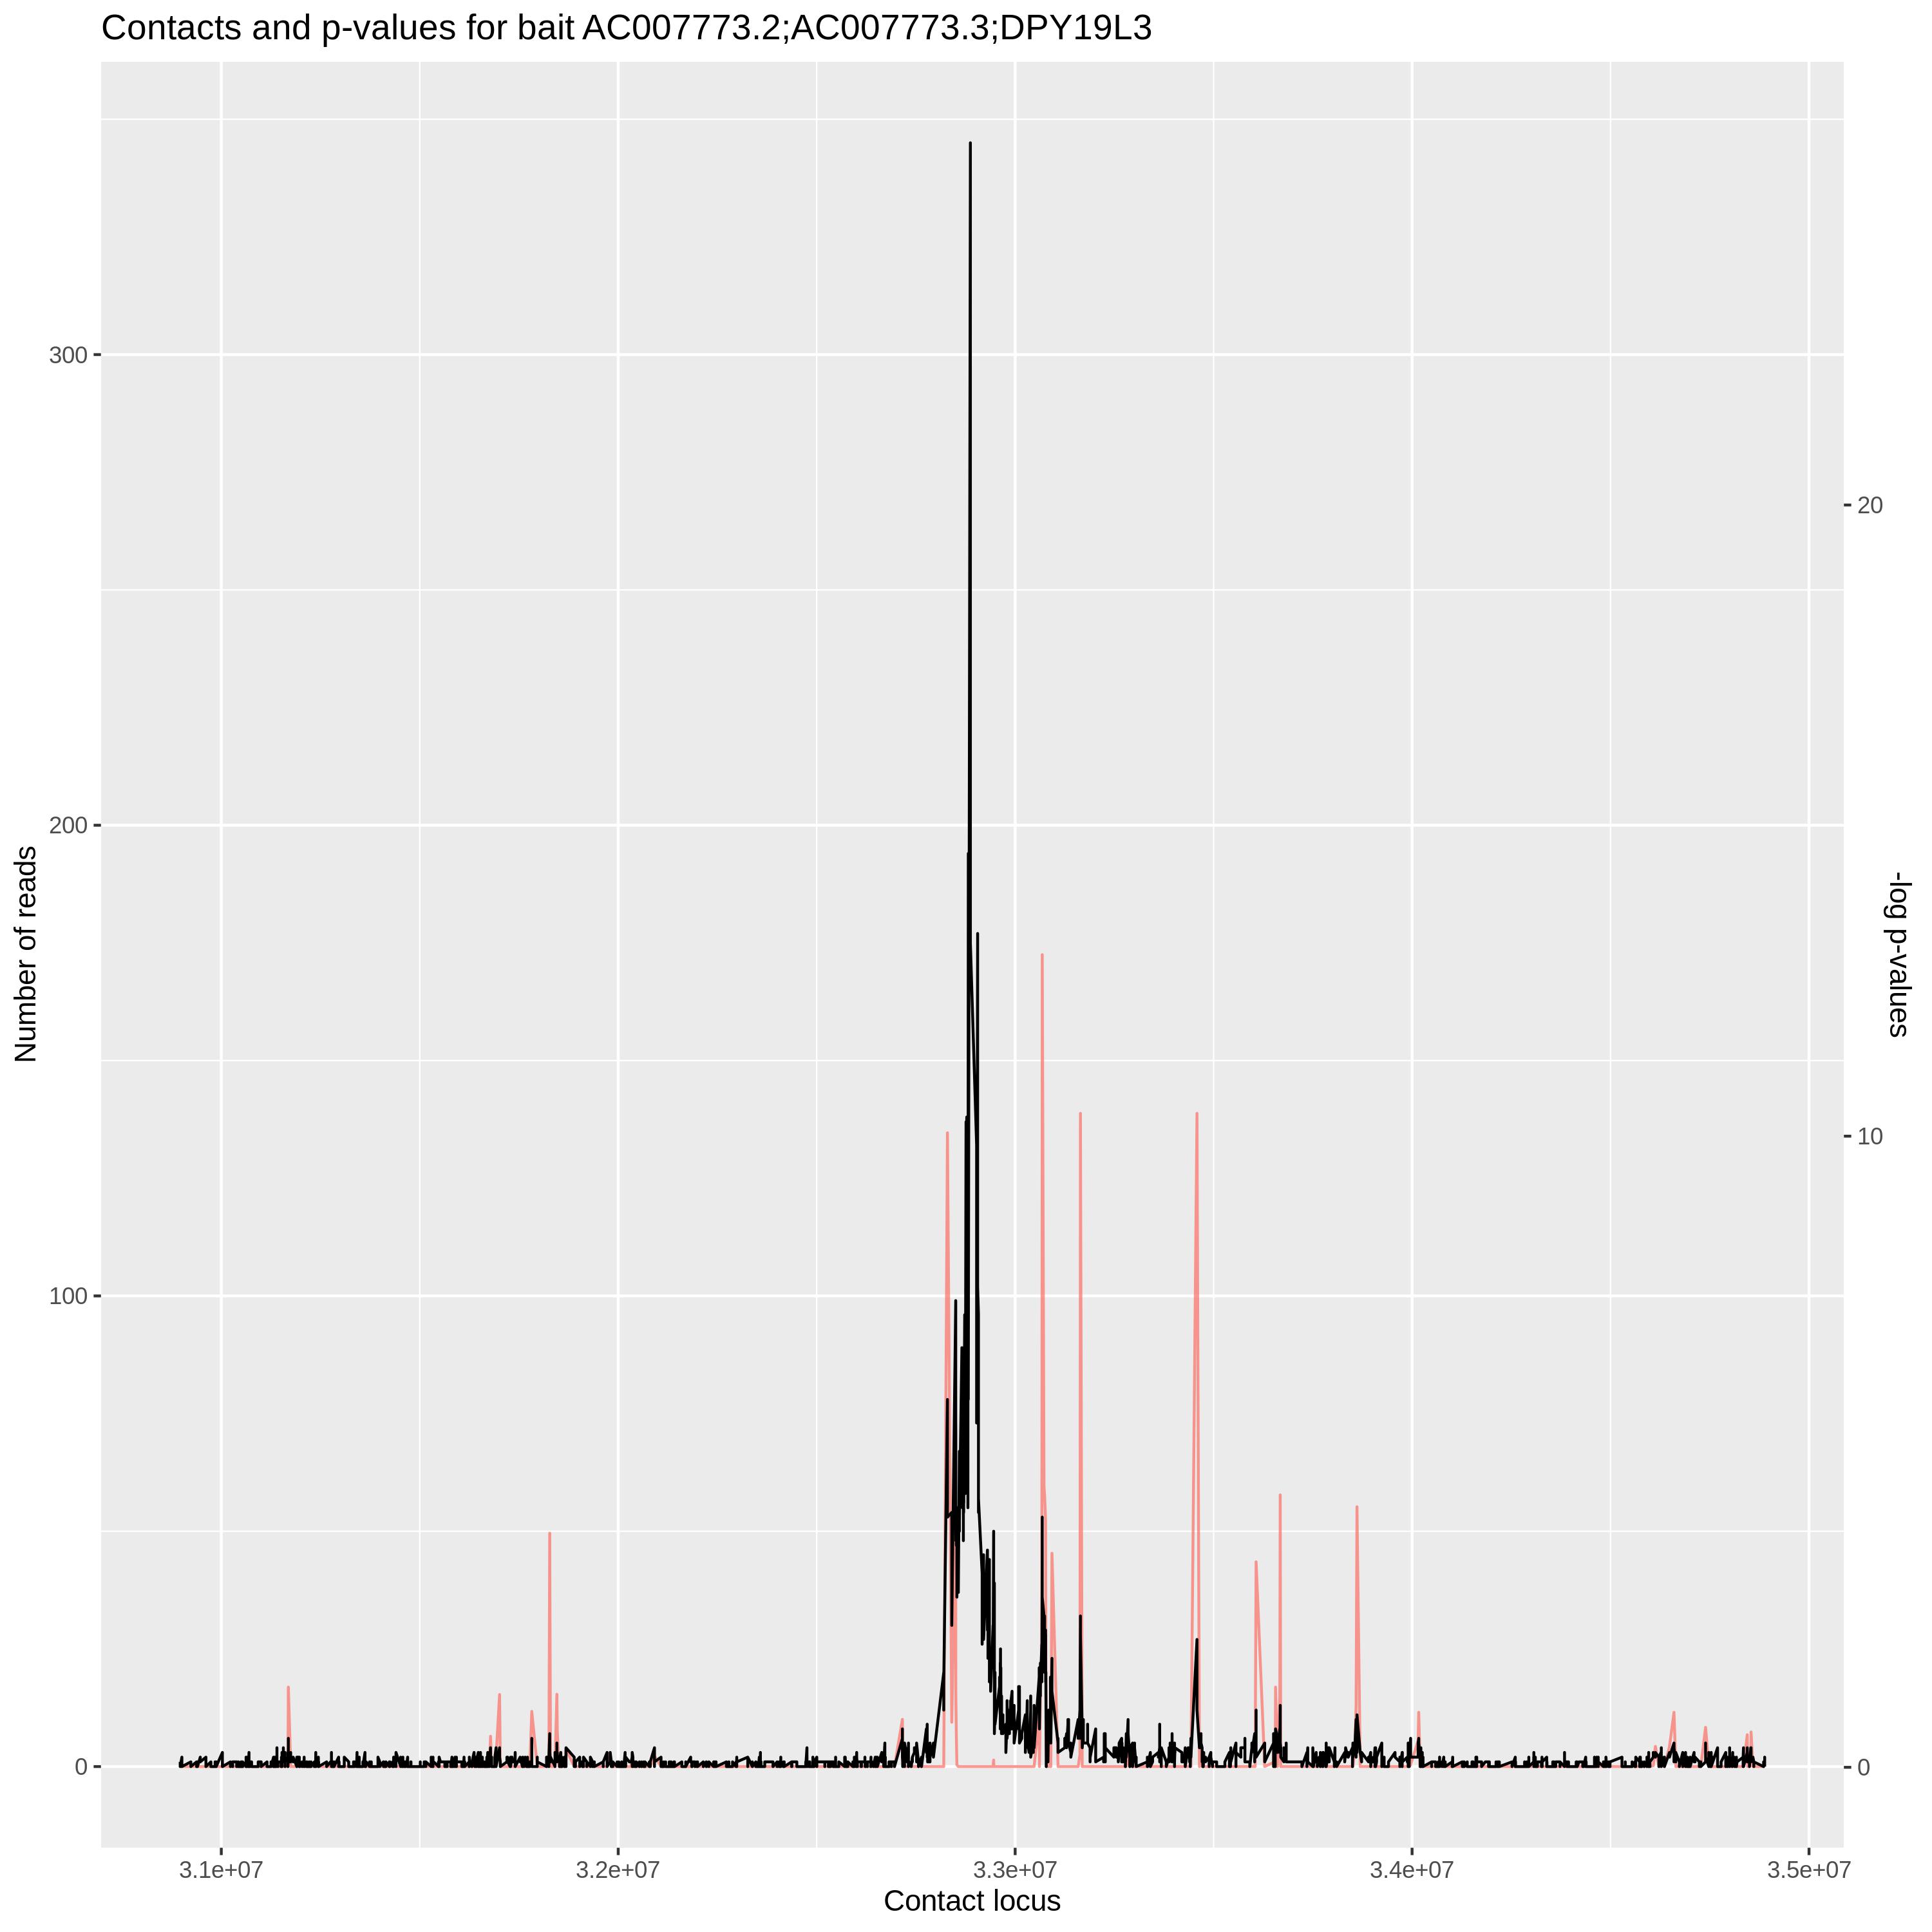 Contacts and p-values for bait AC007773.2;AC007773.3;DPY19L3
300
200
100
0
Number of reads
20
10
0
-log p-values
3.1e+07
3.2e+07
3.3e+07
3.4e+07
3.5e+07
Contact locus